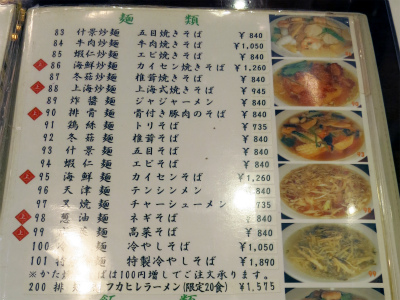 麺 類
83 什景炒麺 五目焼きそば ¥840
84 牛肉炒麺 牛肉焼きそば ¥1,050
85 蝦仁炒麺 エビ焼きそば ¥840
86 海鮮炒麺 カイセン焼きそば ¥1,260
87 冬茹炒麺 椎茸焼きそば ¥840
88 上海炒麺 上海式焼きそば ¥945
89 炸醤麺 ジャジャーメン ¥840
90 排骨麺 骨付き豚肉のそば ¥840
91 鶏絲麺 トリそば ¥735
92 冬茹麺 椎茸そば ¥840
93 什景麺 五目そば ¥840
94 蝦仁麺 エビそば ¥840
95 海鮮麺 カイセンそば ¥1,260
96 天津麺 テンシンメン ¥840
97 叉焼麺 チャーシューメン ¥735
98 葱油麺 ネギそば ¥840
99 麺 高菜そば ¥840
100 麺 冷やしそば ¥1,050
101 麺 特製冷やしそば ¥1,890
※かた は100円増しでご注文承ります。
200 排 フカヒレラーメン(限定20食) ¥1,575
類
99